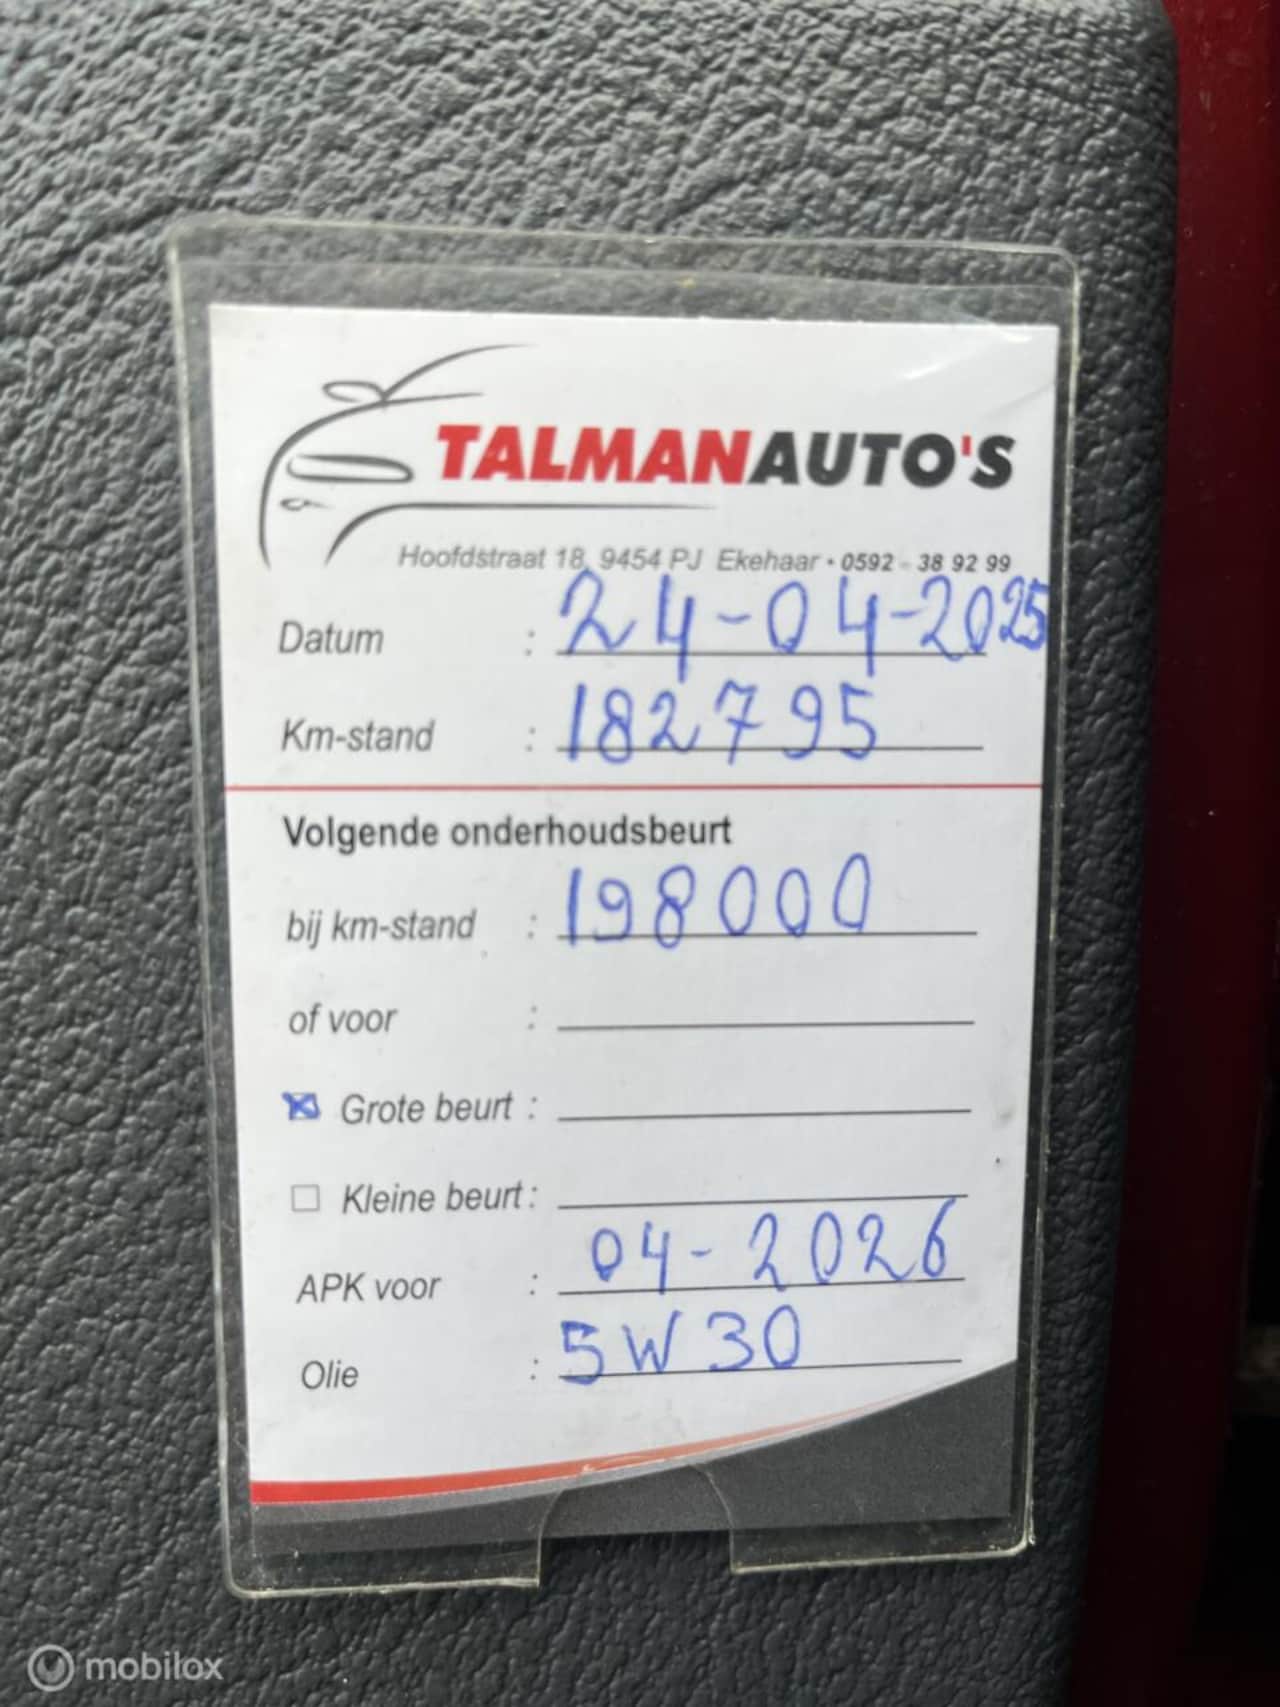 TALMANAUTO'S
Hoofdstraat 18, 9454 PJ Ekehaar • 0592 - 38 92 99
Datum : 24-04-2025
Km-stand : 182795
Volgende onderhoudsbeurt
bij km-stand : 198000
of voor :
Grote beurt :
Kleine beurt :
APK voor : 04-2026
Olie : 5W30
mobilox